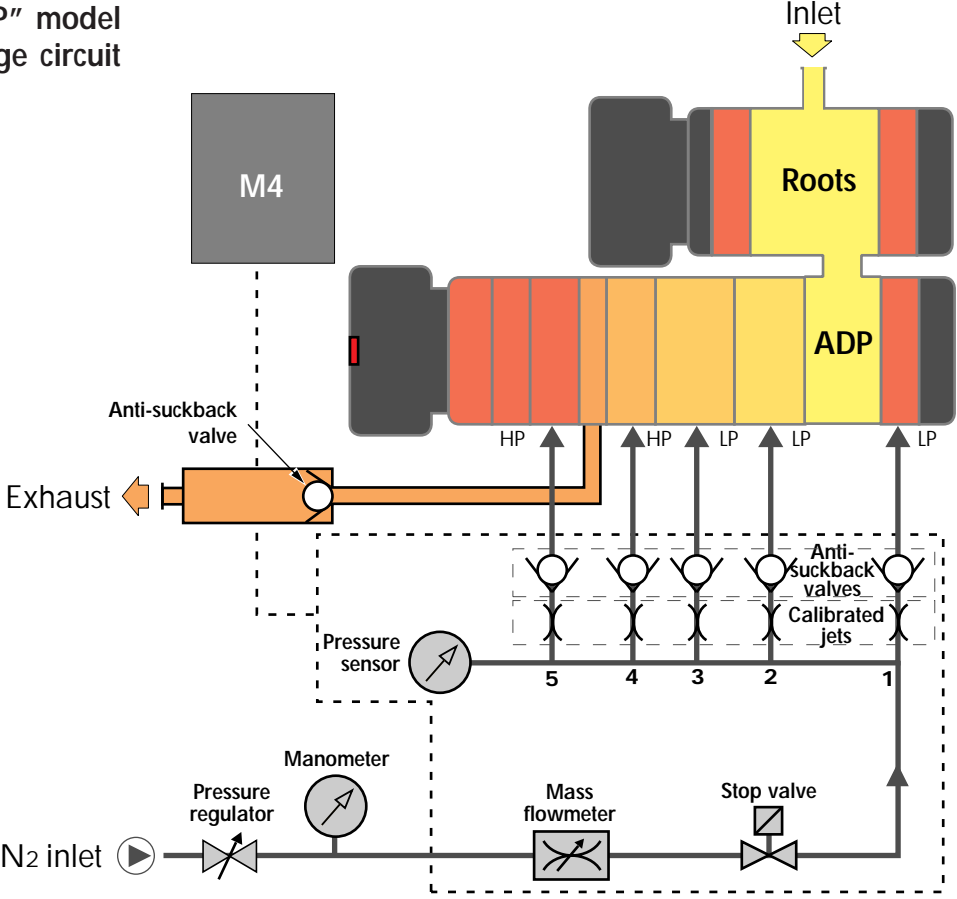 P” model
ge circuit
Inlet
M4
Roots
ADP
Anti-suckback
valve
HP
HP
LP
LP
LP
Exhaust
Anti-
suckback
valves
Calibrated
jets
Pressure
sensor
5
4
3
2
1
Manometer
Pressure
regulator
Mass
flowmeter
Stop valve
N2 inlet